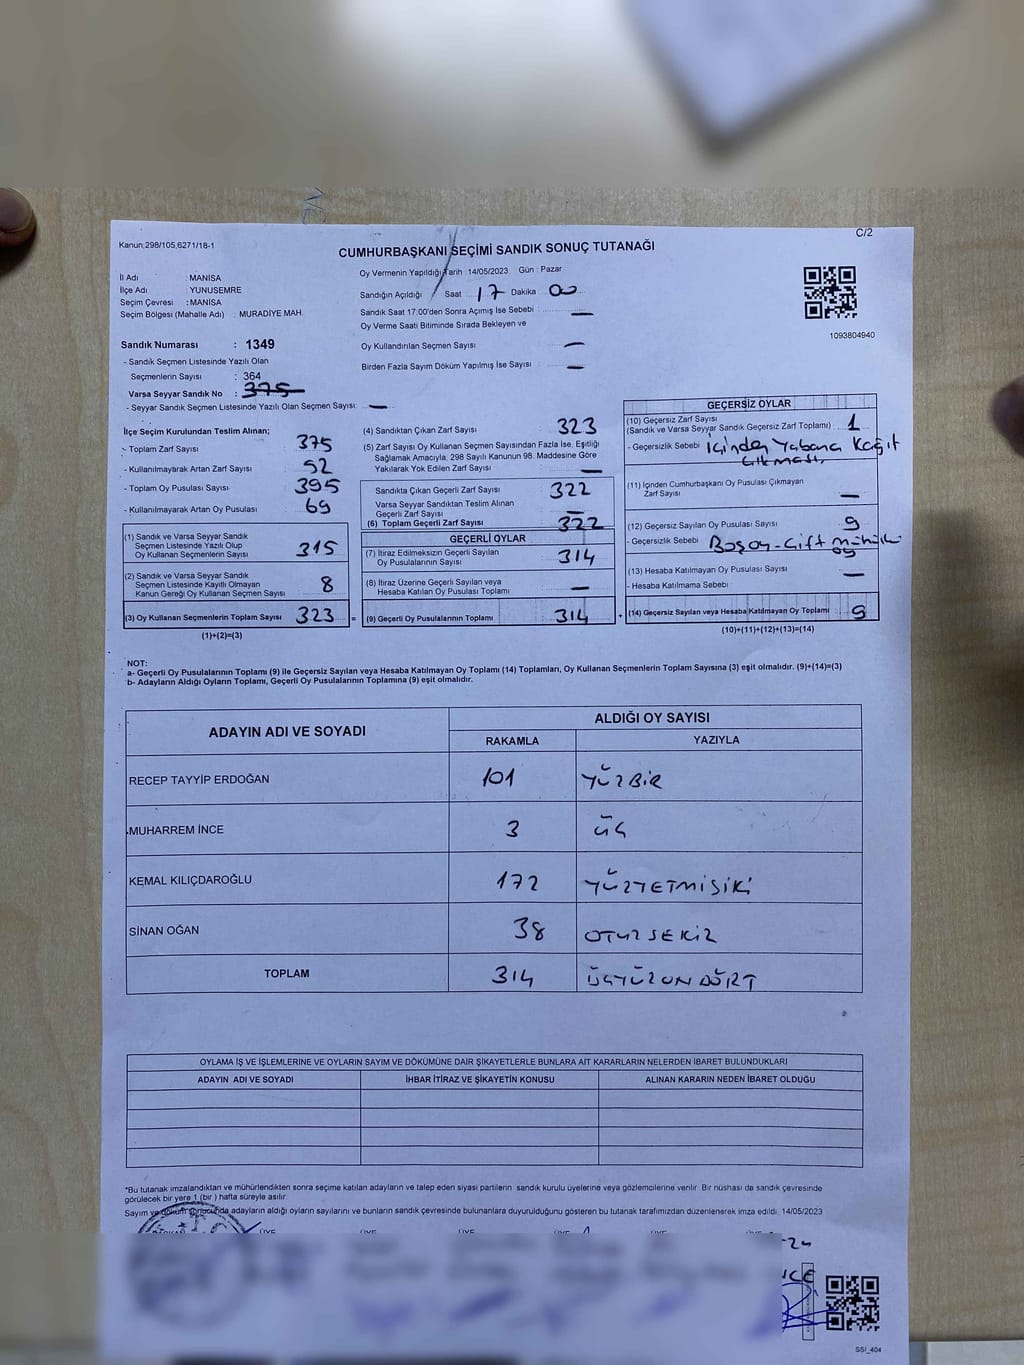 C/2
Kanun:298/105,6271/18-1
CUMHURBAŞKANI SEÇİMİ SANDIK SONUÇ TUTANAĞI
İl Adı : MANİSA
İlçe Adı : YUNUSEMRE
Seçim Çevresi : MANİSA
Seçim Bölgesi (Mahalle Adı) : MURADİYE MAH.
Oy Vermenin Yapıldığı Tarih : 14/05/2023 Gün : Pazar
Sandığın Açıldığı Saat 17 Dakika 00
Sandık Saat 17:00'den Sonra Açımış İse Sebebi : —
Oy Verme Saati Bitiminde Sırada Bekleyen ve
Oy Kullandırılan Seçmen Sayısı —
Birden Fazla Sayım Döküm Yapılmış İse Sayısı : —
1093804940
Sandık Numarası : 1349
- Sandık Seçmen Listesinde Yazılı Olan
Seçmenlerin Sayısı : 364
Varsa Seyyar Sandık No : 375
- Seyyar Sandık Seçmen Listesinde Yazılı Olan Seçmen Sayısı: —
İlçe Seçim Kurulundan Teslim Alınan;
- Toplam Zarf Sayısı 375
- Kullanılmayarak Artan Zarf Sayısı 52
- Toplam Oy Pusulası Sayısı 395
- Kullanılmayarak Artan Oy Pusulası 69
(1) Sandık ve Varsa Seyyar Sandık
Seçmen Listesinde Yazılı Olup
Oy Kullanan Seçmenlerin Sayısı 315
(2) Sandık ve Varsa Seyyar Sandık
Seçmen Listesinde Kayıtlı Olmayan
Kanun Gereği Oy Kullanan Seçmen Sayısı 8
(3) Oy Kullanan Seçmenlerin Toplam Sayısı 323 =
(1)+(2)=(3)
(4) Sandıktan Çıkan Zarf Sayısı 323
(5) Zarf Sayısı Oy Kullanan Seçmen Sayısından Fazla İse, Eşitliği
Sağlamak Amacıyla; 298 Sayılı Kanunun 98. Maddesine Göre
Yakılarak Yok Edilen Zarf Sayısı —
Sandıkta Çıkan Geçerli Zarf Sayısı 322
Varsa Seyyar Sandıktan Teslim Alınan
Geçerli Zarf Sayısı —
(6) Toplam Geçerli Zarf Sayısı 322
GEÇERLİ OYLAR
(7) İtiraz Edilmeksizin Geçerli Sayılan
Oy Pusulalarının Sayısı 314
(8) İtiraz Üzerine Geçerli Sayılan veya
Hesaba Katılan Oy Pusulası Toplamı —
(9) Geçerli Oy Pusulalarının Toplamı 314 +
GEÇERSİZ OYLAR
(10) Geçersiz Zarf Sayısı
(Sandık ve Varsa Seyyar Sandık Geçersiz Zarf Toplamı) 1
- Geçersizlik Sebebi İçinden Yabancı Kağıt
Çıkması
(11) İçinden Cumhurbaşkanı Oy Pusulası Çıkmayan
Zarf Sayısı —
(12) Geçersiz Sayılan Oy Pusulası Sayısı 9
- Geçersizlik Sebebi Boş oy - Çift mühürlü
oy
(13) Hesaba Katılmayan Oy Pusulası Sayısı —
- Hesaba Katılmama Sebebi
(14) Geçersiz Sayılan veya Hesaba Katılmayan Oy Toplamı 9
(10)+(11)+(12)+(13)=(14)
NOT:
a- Geçerli Oy Pusulalarının Toplamı (9) ile Geçersiz Sayılan veya Hesaba Katılmayan Oy Toplamı (14) Toplamları, Oy Kullanan Seçmenlerin Toplam Sayısına (3) eşit olmalıdır. (9)+(14)=(3)
b- Adayların Aldığı Oyların Toplamı, Geçerli Oy Pusulalarının Toplamına (9) eşit olmalıdır.
ADAYIN ADI VE SOYADI ALDIĞI OY SAYISI
RAKAMLA YAZIYLA
RECEP TAYYİP ERDOĞAN 101 YÜZBİR
MUHARREM İNCE 3 ÜÇ
KEMAL KILIÇDAROĞLU 172 YÜZYETMİŞİKİ
SİNAN OĞAN 38 OTUZSEKİZ
TOPLAM 314 ÜÇYÜZONDÖRT
OYLAMA İŞ VE İŞLEMLERİNE VE OYLARIN SAYIM VE DÖKÜMÜNE DAİR ŞİKAYETLERLE BUNLARA AİT KARARLARIN NELERDEN İBARET BULUNDUKLARI
ADAYIN ADI VE SOYADI İHBAR İTİRAZ VE ŞİKAYETİN KONUSU ALINAN KARARIN NEDEN İBARET OLDUĞU
*Bu tutanak imzalandıktan ve mühürlendikten sonra seçime katılan adayların ve talep eden siyasi partilerin sandık kurulu üyelerine veya gözlemcilerine verilir. Bir nüshası da sandık çevresinde
görülecek bir yere 1 (bir ) hafta süreyle asılır.
Sayım ve döküm sonucunda adayların aldığı oyların sayılarını ve bunların sandık çevresinde bulunanlara duyurulduğunu gösteren bu tutanak tarafımızdan düzenlenerek imza edildi. 14/05/2023
SSİ_404